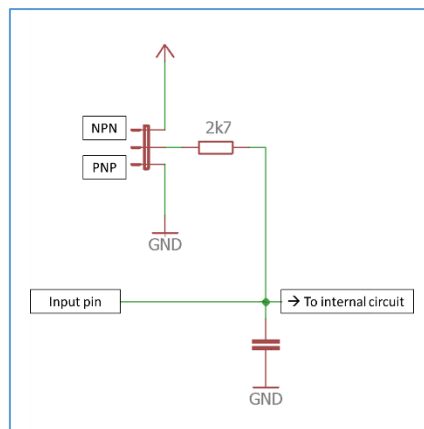 NPN
2k7
PNP
GND
Input pin
→ To internal circuit
GND